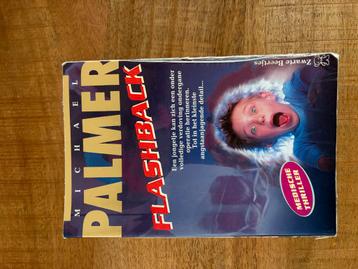 MICHAEL
PALMER
FLASHBACK
Een jongetje kan zich een onder
volledige verdoving ondergane
operatie herinneren.
Tot in het kleinste
angstaanjagende detail...
MEDISCHE
THRILLER
Zwarte Beertjes